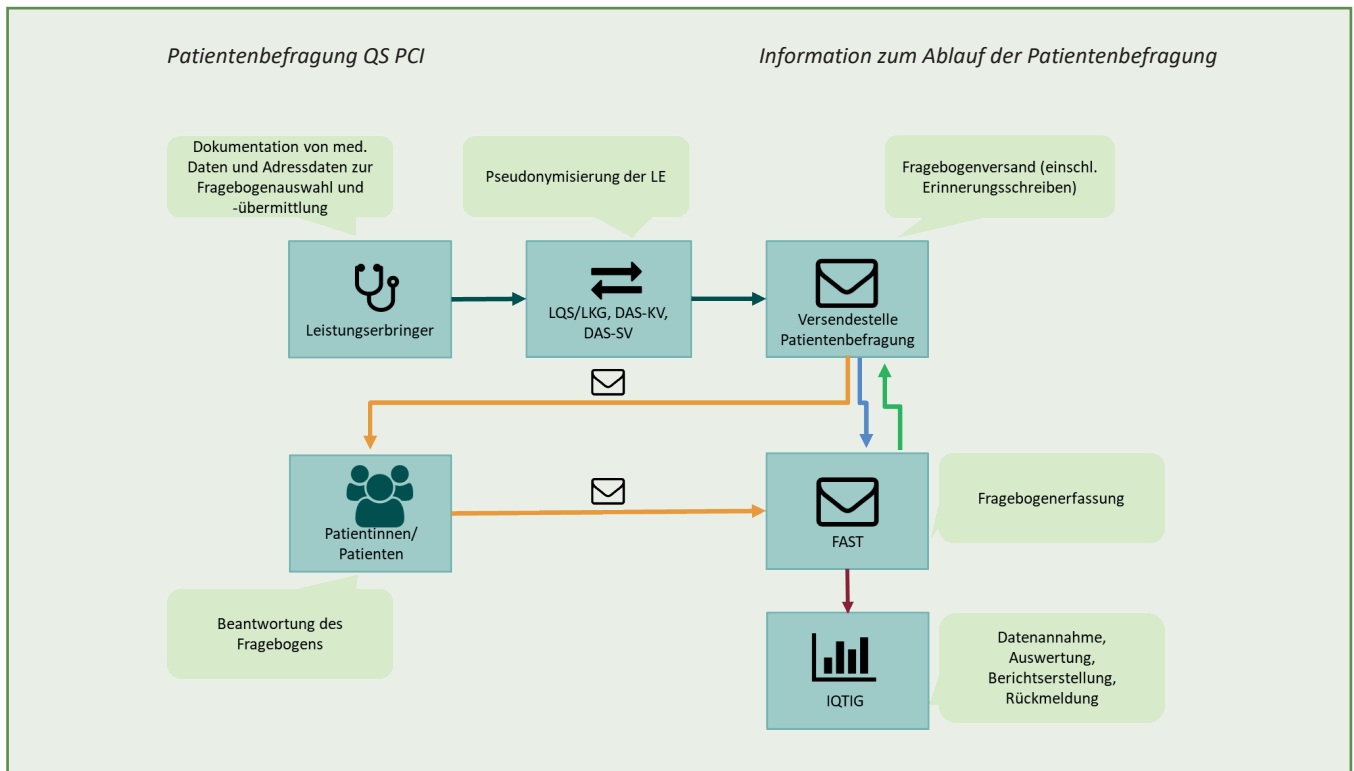 Patientenbefragung QS PCI
Information zum Ablauf der Patientenbefragung
Dokumentation von med.
Daten und Adressdaten zur
Fragebogenauswahl und
-übermittlung
Pseudonymisierung der LE
Fragebogenversand (einschl.
Erinnerungsschreiben)
Leistungserbringer
LQS/LKG, DAS-KV,
DAS-SV
Versendestelle
Patientenbefragung
Patientinnen/
Patienten
FAST
Fragebogenerfassung
Beantwortung des
Fragebogens
IQTIG
Datenannahme,
Auswertung,
Berichtserstellung,
Rückmeldung